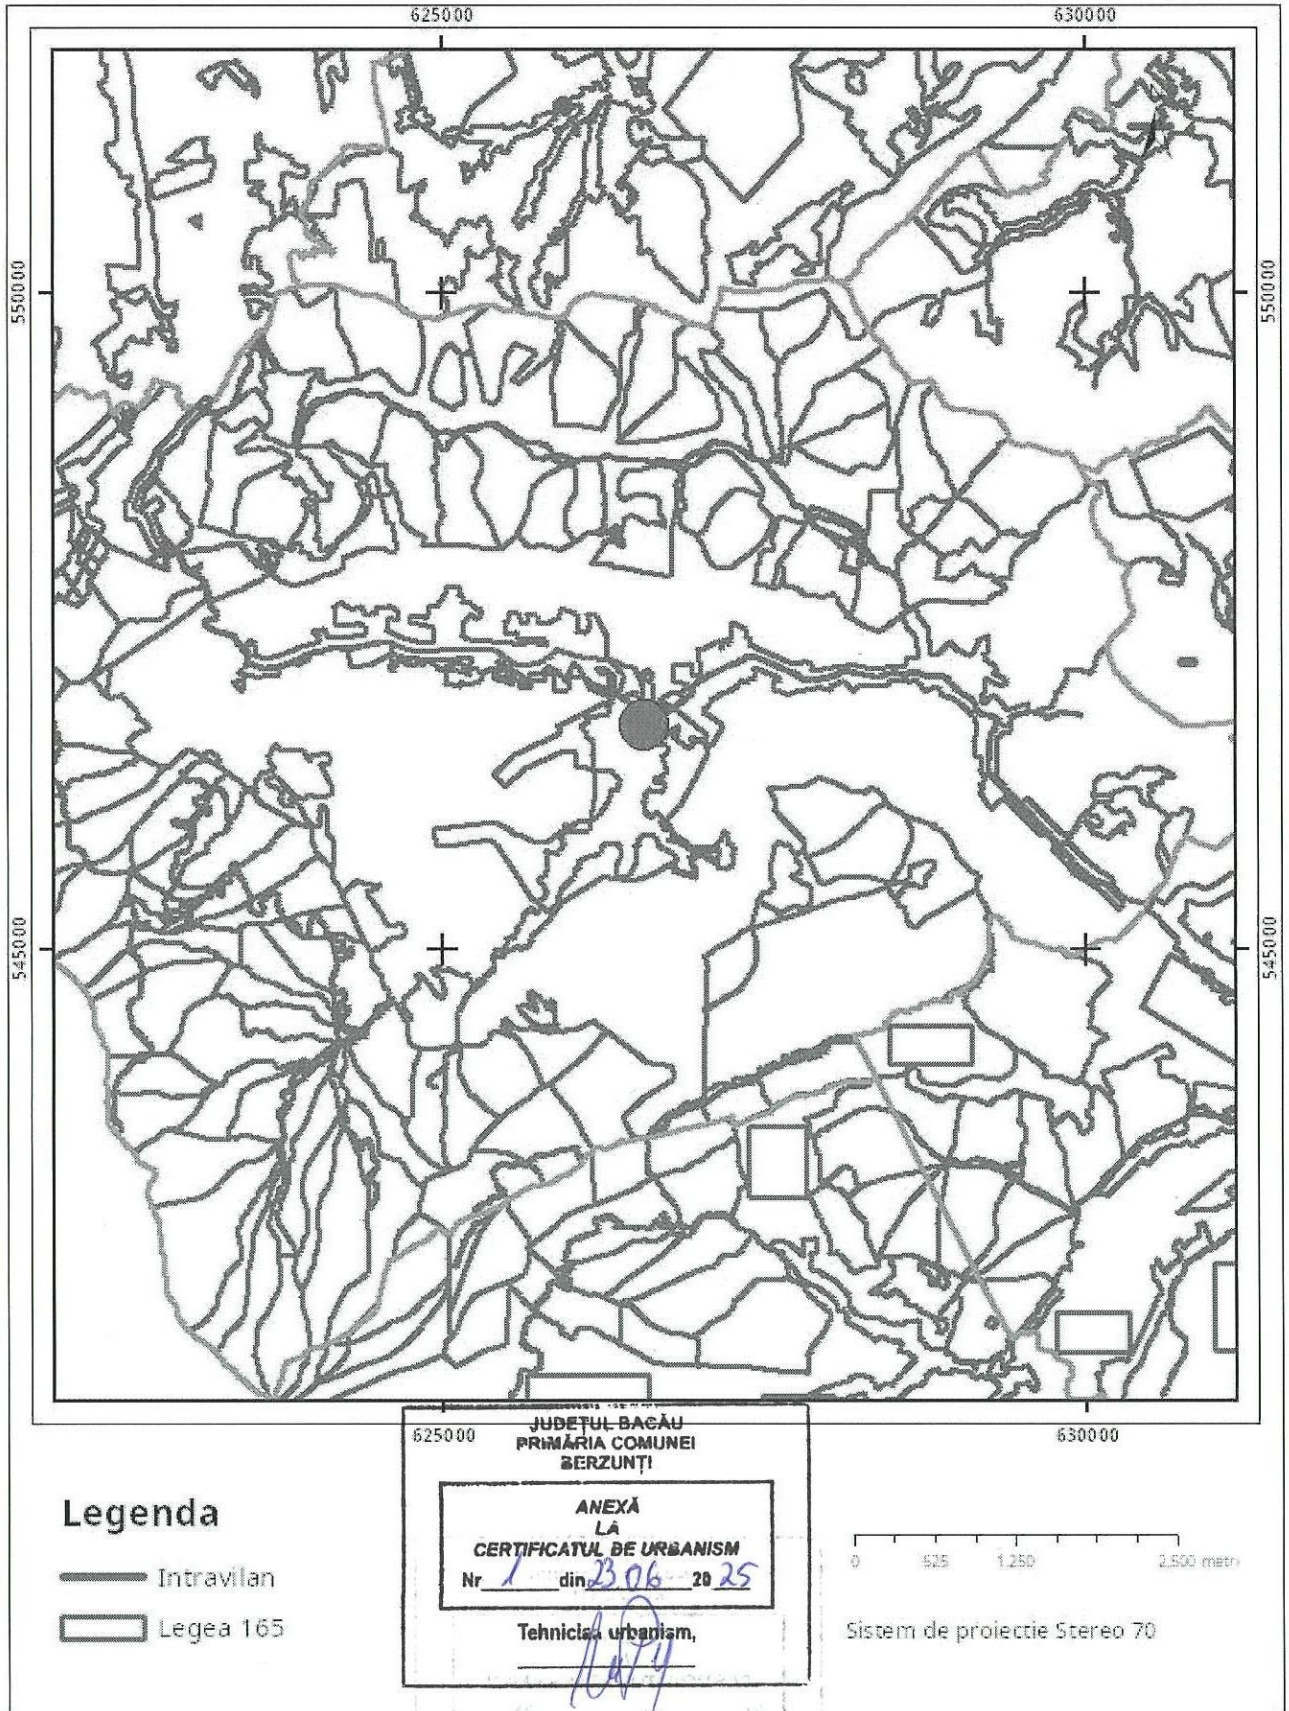 625000 630000
550000 550000
545000 545000
625000 630000
JUDEȚUL BACĂU
PRIMĂRIA COMUNEI
BERZUNȚI
ANEXĂ
LA
CERTIFICATUL DE URBANISM
Nr 1 din 23 06 20 25
Tehnician urbanism,
Legenda
Intravilan
Legea 165
0 625 1.250 2.500 metri
Sistem de proiectie Stereo 70